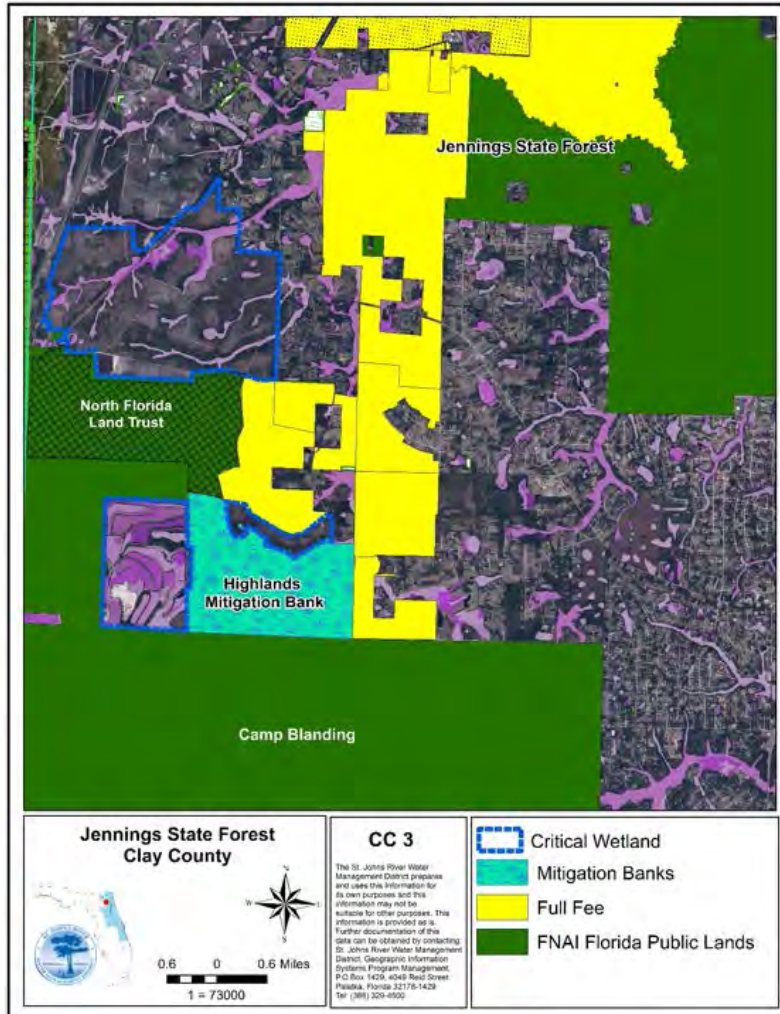 Jennings State Forest
North Florida
Land Trust
Highlands
Mitigation Bank
Camp Blanding
Jennings State Forest
Clay County
N
W
S
0.6 0 0.6 Miles
1 = 73000
CC 3
The St. Johns River Water
Management District prepares
and uses this information for
its own purposes and this
information may not be
suitable for other purposes. This
information is provided as is.
Further documentation of this
data can be obtained by contacting:
St. Johns River Water Management
District, Geographic Information
Systems Program Management,
P.O. Box 1429, 4049 Reid Street
Palatka, Florida 32178-1429
Tel: (386) 329-4500.
Critical Wetland
Mitigation Banks
Full Fee
FNAI Florida Public Lands